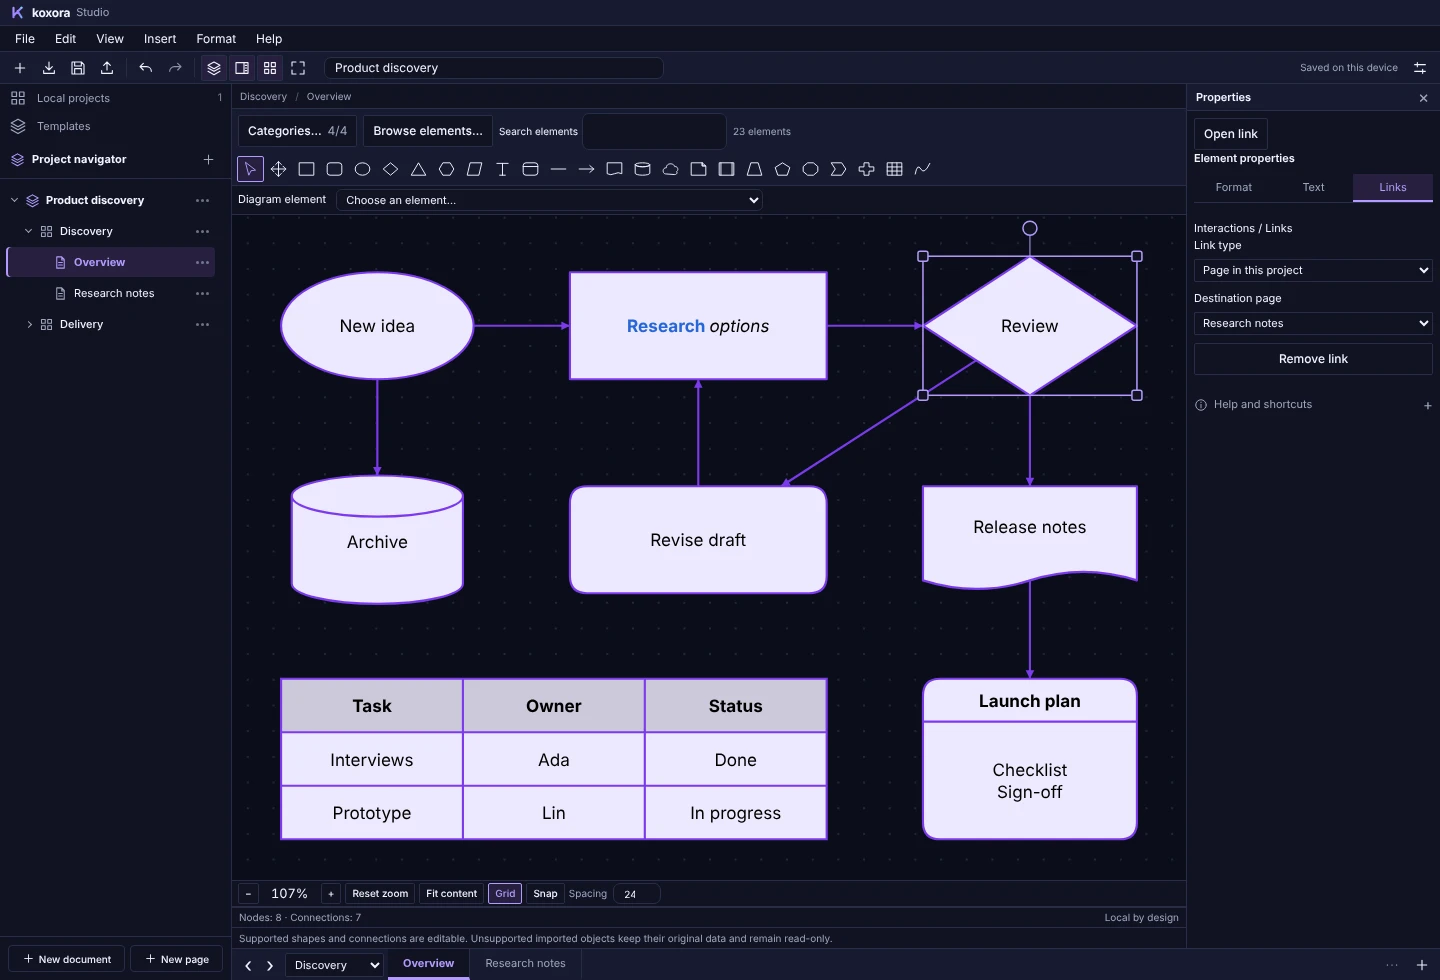 koxora Studio
File Edit View Insert Format Help
Product discovery
Saved on this device
Local projects 1
Templates
Project navigator
Product discovery
Discovery
Overview
Research notes
Delivery
New document
New page
Discovery / Overview
Categories... 4/4
Browse elements...
Search elements
23 elements
Diagram element
Choose an element...
New idea
Research options
Review
Archive
Revise draft
Release notes
Task Owner Status
Interviews Ada Done
Prototype Lin In progress
Launch plan
Checklist
Sign-off
107%
Reset zoom
Fit content
Grid
Snap
Spacing
24
Nodes: 8 · Connections: 7
Local by design
Supported shapes and connections are editable. Unsupported imported objects keep their original data and remain read-only.
Discovery
Overview
Research notes
Properties
Open link
Element properties
Format Text Links
Interactions / Links
Link type
Page in this project
Destination page
Research notes
Remove link
Help and shortcuts